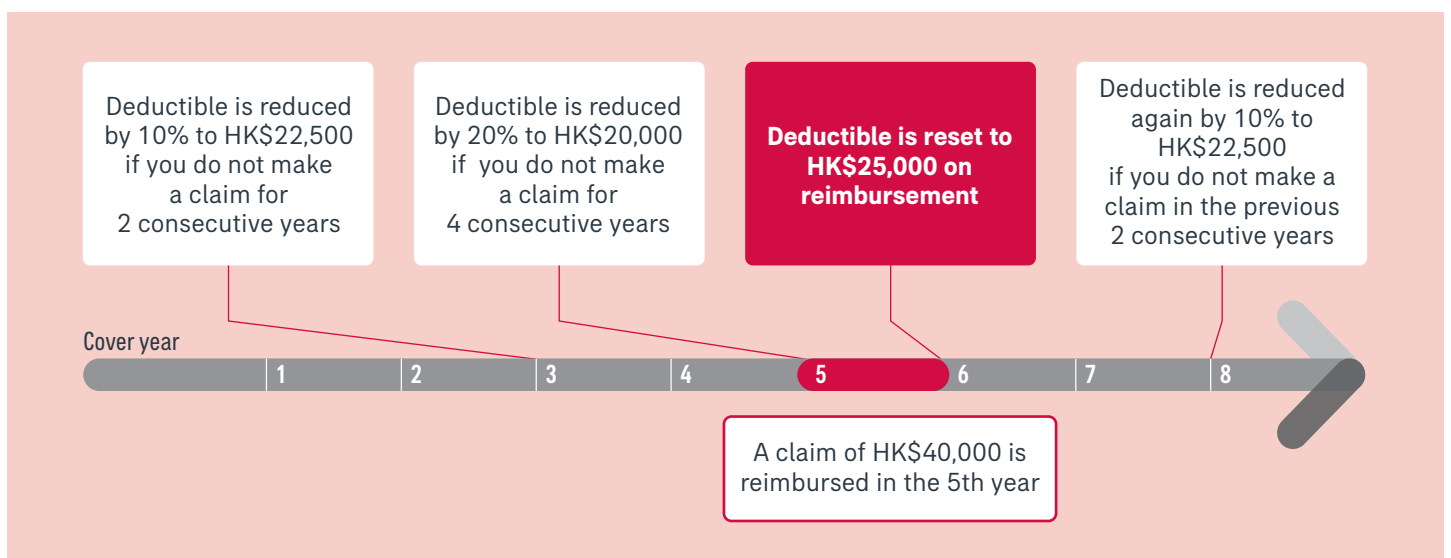 Deductible is reduced
by 10% to HK$22,500
if you do not make
a claim for
2 consecutive years
Deductible is reduced
by 20% to HK$20,000
if you do not make
a claim for
4 consecutive years
Deductible is reset to
HK$25,000 on
reimbursement
Deductible is reduced
again by 10% to
HK$22,500
if you do not make a
claim in the previous
2 consecutive years
Cover year
1 2 3 4 5 6 7 8
A claim of HK$40,000 is
reimbursed in the 5th year